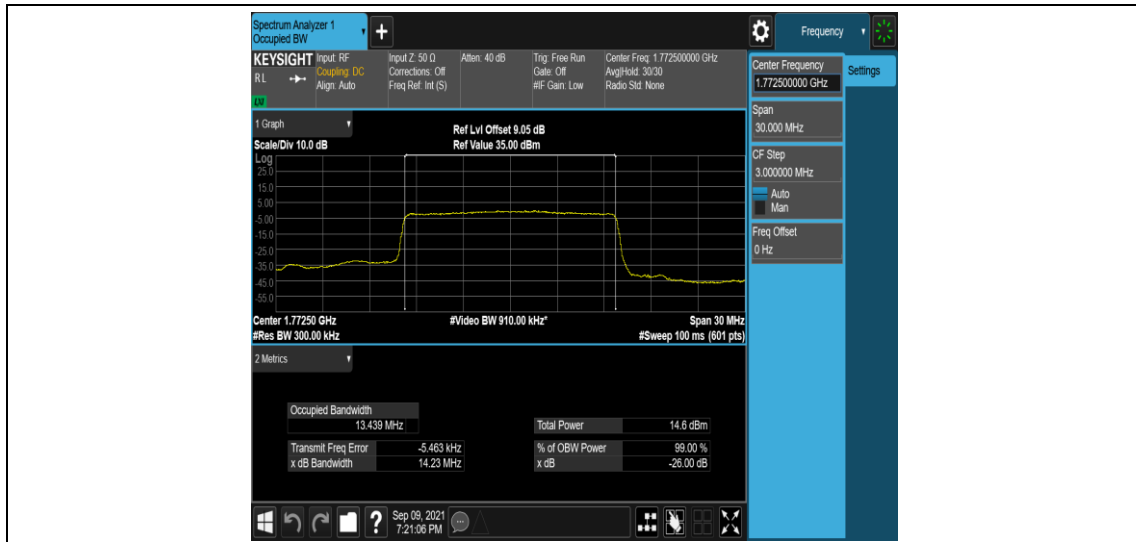 Spectrum Analyzer 1
Occupied BW
+
Frequency
KEYSIGHT
RL
LXI
Input: RF
Coupling: DC
Align: Auto
Input Z: 50 Ω
Corrections: Off
Freq Ref: Int (S)
Atten: 40 dB
Trig: Free Run
Gate: Off
#IF Gain: Low
Center Freq: 1.772500000 GHz
Avg|Hold: 30/30
Radio Std: None
Center Frequency
1.772500000 GHz
Settings
Span
30.000 MHz
CF Step
3.000000 MHz
Auto
Man
Freq Offset
0 Hz
1 Graph
Scale/Div 10.0 dB
Ref Lvl Offset 9.05 dB
Ref Value 35.00 dBm
Log
25.0
15.0
5.00
-5.00
-15.0
-25.0
-35.0
-45.0
-55.0
Center 1.77250 GHz
#Res BW 300.00 kHz
#Video BW 910.00 kHz*
Span 30 MHz
#Sweep 100 ms (601 pts)
2 Metrics
Occupied Bandwidth
13.439 MHz
Total Power 14.6 dBm
Transmit Freq Error -5.463 kHz
% of OBW Power 99.00 %
x dB Bandwidth 14.23 MHz
x dB -26.00 dB
?
Sep 09, 2021
7:21:06 PM